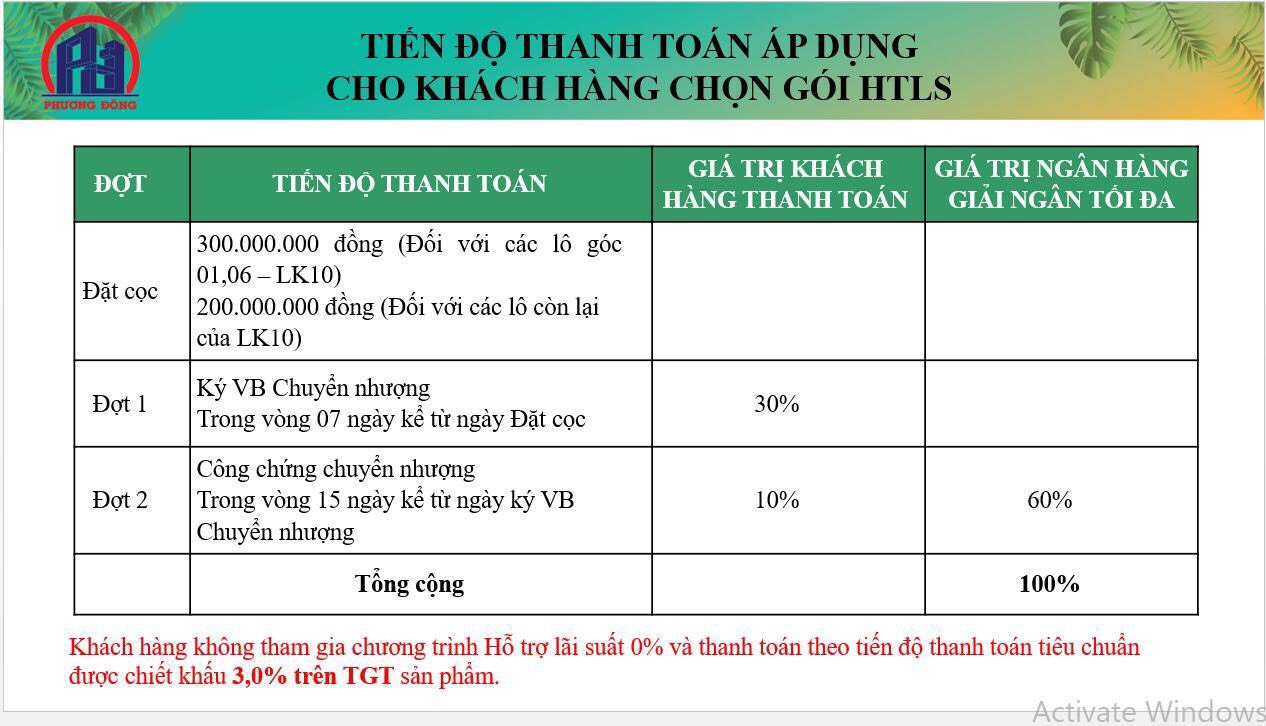 PHƯƠNG ĐÔNG
TIẾN ĐỘ THANH TOÁN ÁP DỤNG
CHO KHÁCH HÀNG CHỌN GÓI HTLS
ĐỢT
TIẾN ĐỘ THANH TOÁN
GIÁ TRỊ KHÁCH
HÀNG THANH TOÁN
GIÁ TRỊ NGÂN HÀNG
GIẢI NGÂN TỐI ĐA
Đặt cọc
300.000.000 đồng (Đối với các lô góc
01,06 – LK10)
200.000.000 đồng (Đối với các lô còn lại
của LK10)
Đợt 1
Ký VB Chuyển nhượng
Trong vòng 07 ngày kể từ ngày Đặt cọc
30%
Đợt 2
Công chứng chuyển nhượng
Trong vòng 15 ngày kể từ ngày ký VB
Chuyển nhượng
10%
60%
Tổng cộng
100%
Khách hàng không tham gia chương trình Hỗ trợ lãi suất 0% và thanh toán theo tiến độ thanh toán tiêu chuẩn
được chiết khấu 3,0% trên TGT sản phẩm.
Activate Windows